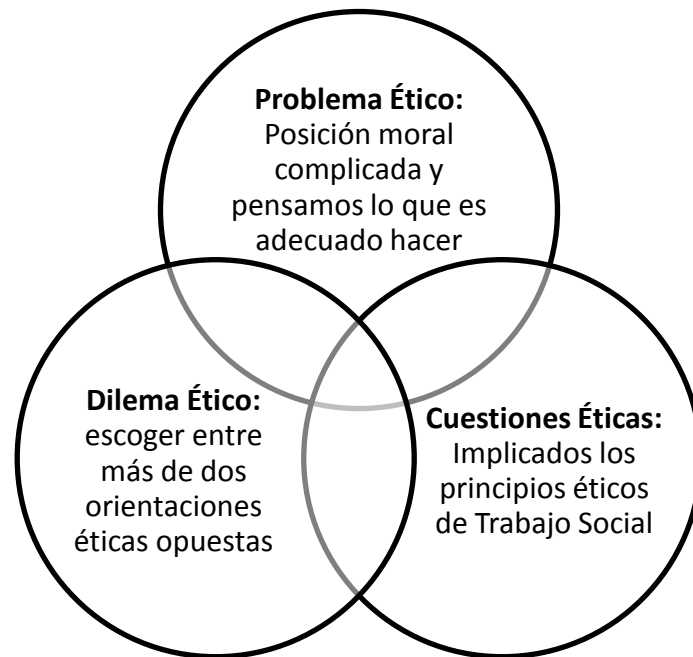 Problema Ético:
Posición moral
complicada y
pensamos lo que es
adecuado hacer
Dilema Ético:
escoger entre
más de dos
orientaciones
éticas opuestas
Cuestiones Éticas:
Implicados los
principios éticos
de Trabajo Social